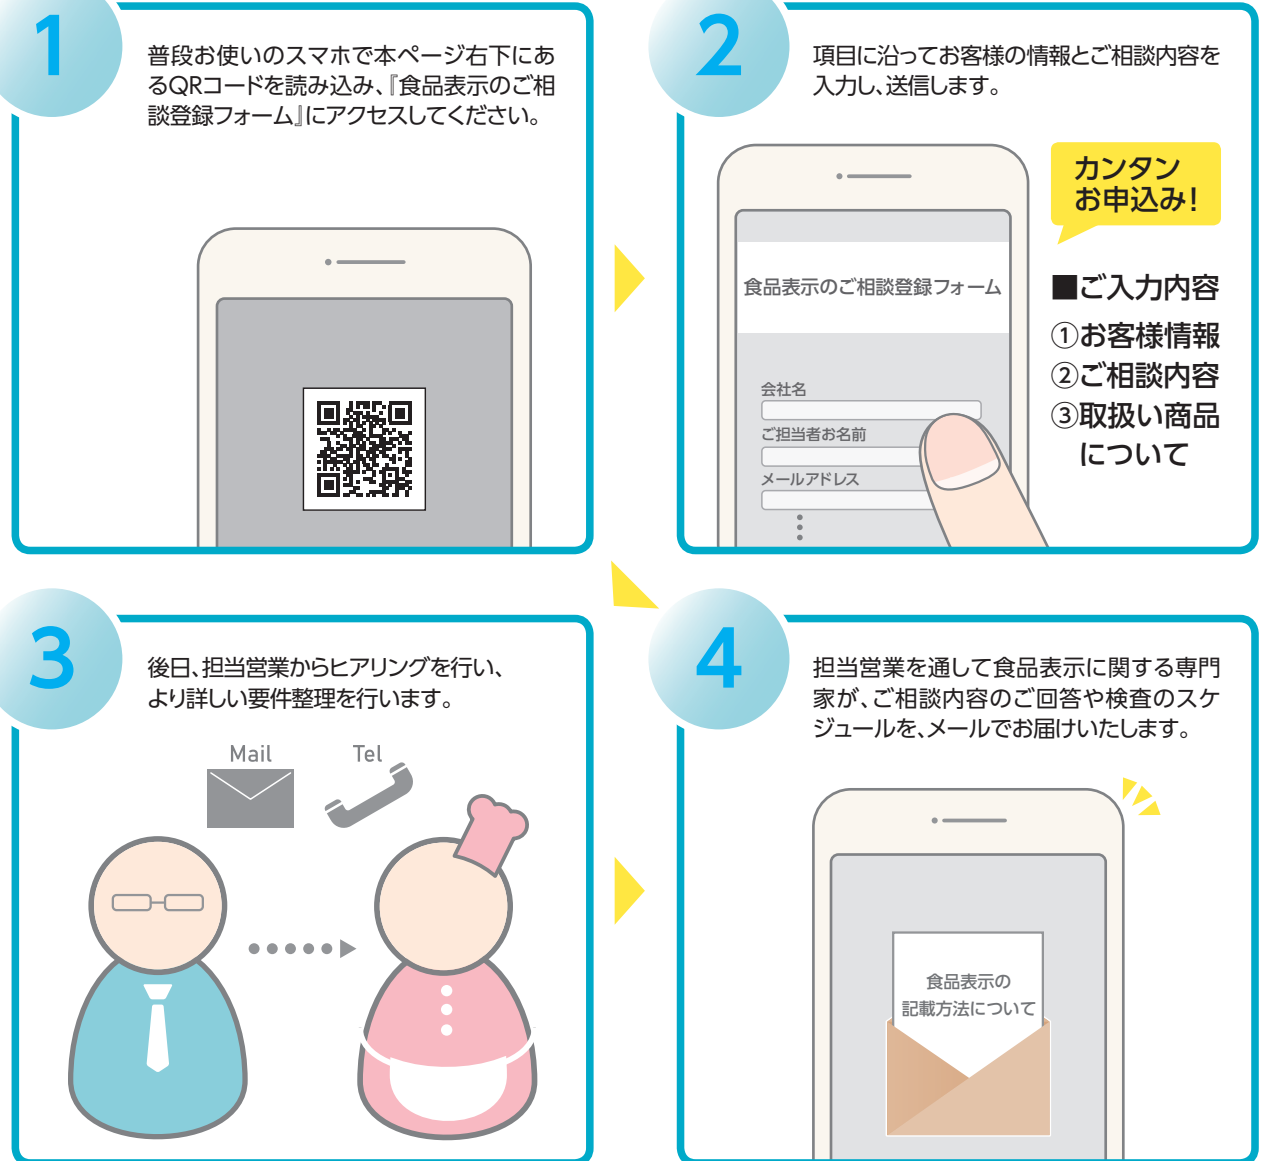 1
普段お使いのスマホで本ページ右下にあ
るQRコードを読み込み、『食品表示のご相
談登録フォーム』にアクセスしてください。
2
項目に沿ってお客様の情報とご相談内容を
入力し、送信します。
カンタン
お申込み！
食品表示のご相談登録フォーム
会社名
ご担当者お名前
メールアドレス
■ご入力内容
①お客様情報
②ご相談内容
③取扱い商品
について
3
後日、担当営業からヒアリングを行い、
より詳しい要件整理を行います。
Mail
Tel
4
担当営業を通して食品表示に関する専門
家が、ご相談内容のご回答や検査のスケ
ジュールを、メールでお届けいたします。
食品表示の
記載方法について